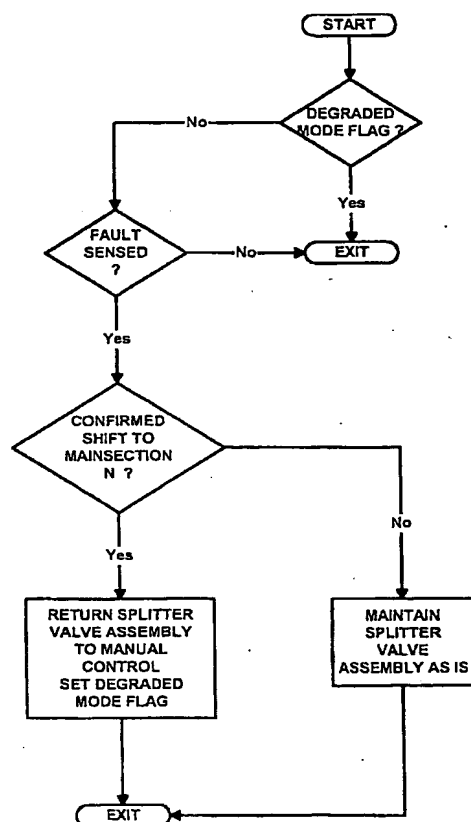 START
DEGRADED
MODE FLAG ?
No
Yes
FAULT
SENSED
?
No
EXIT
Yes
CONFIRMED
SHIFT TO
MAINSECTION
N ?
No
Yes
RETURN SPLITTER
VALVE ASSEMBLY
TO MANUAL
CONTROL
SET DEGRADED
MODE FLAG
MAINTAIN
SPLITTER
VALVE
ASSEMBLY AS IS
EXIT